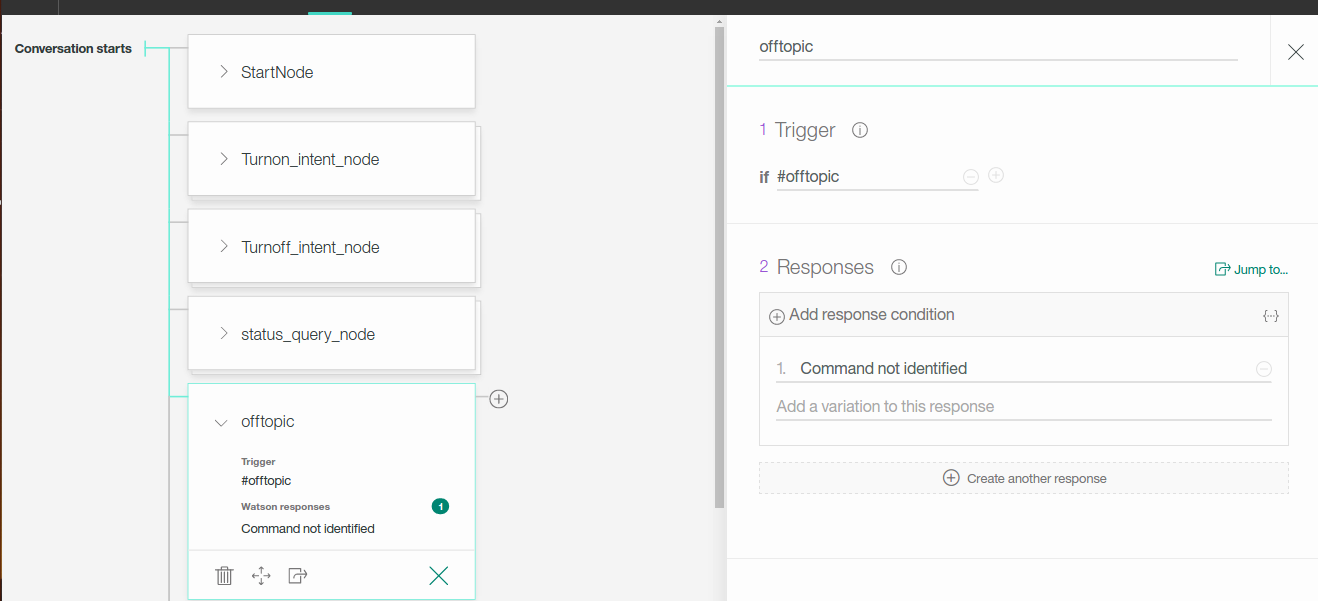 Conversation starts
StartNode
Turnon_intent_node
Turnoff_intent_node
status_query_node
offtopic
Trigger
#offtopic
Watson responses
1
Command not identified
offtopic
1 Trigger
if #offtopic
2 Responses
Jump to...
Add response condition
1. Command not identified
Add a variation to this response
Create another response